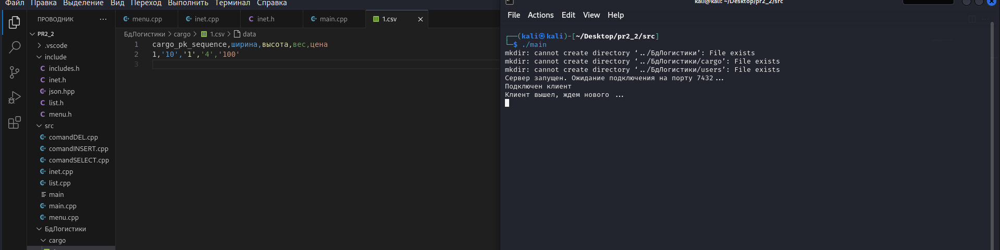 Файл Правка Выделение Вид Переход Выполнить Терминал Справка
ПРОВОДНИК ...
PR2_2
.vscode
include
includes.h
inet.h
json.hpp
list.h
menu.h
src
comandDEL.cpp
comandINSERT.cpp
comandSELECT.cpp
inet.cpp
list.cpp
main
main.cpp
menu.cpp
БдЛогистики
cargo
menu.cpp inet.cpp inet.h main.cpp 1.csv
БдЛогистики > cargo > 1.csv > data
1 cargo_pk_sequence,ширина,высота,вес,цена
2 1,'10','1','4','100'
3
kali@kali: ~/Desktop/pr2_2/src
File Actions Edit View Help
(kali㉿kali)-[~/Desktop/pr2_2/src]
$ ./main
mkdir: cannot create directory ‘../БдЛогистики’: File exists
mkdir: cannot create directory ‘../БдЛогистики/cargo’: File exists
mkdir: cannot create directory ‘../БдЛогистики/users’: File exists
Сервер запущен. Ожидание подключения на порту 7432...
Подключен клиент
Клиент вышел, ждем нового ...